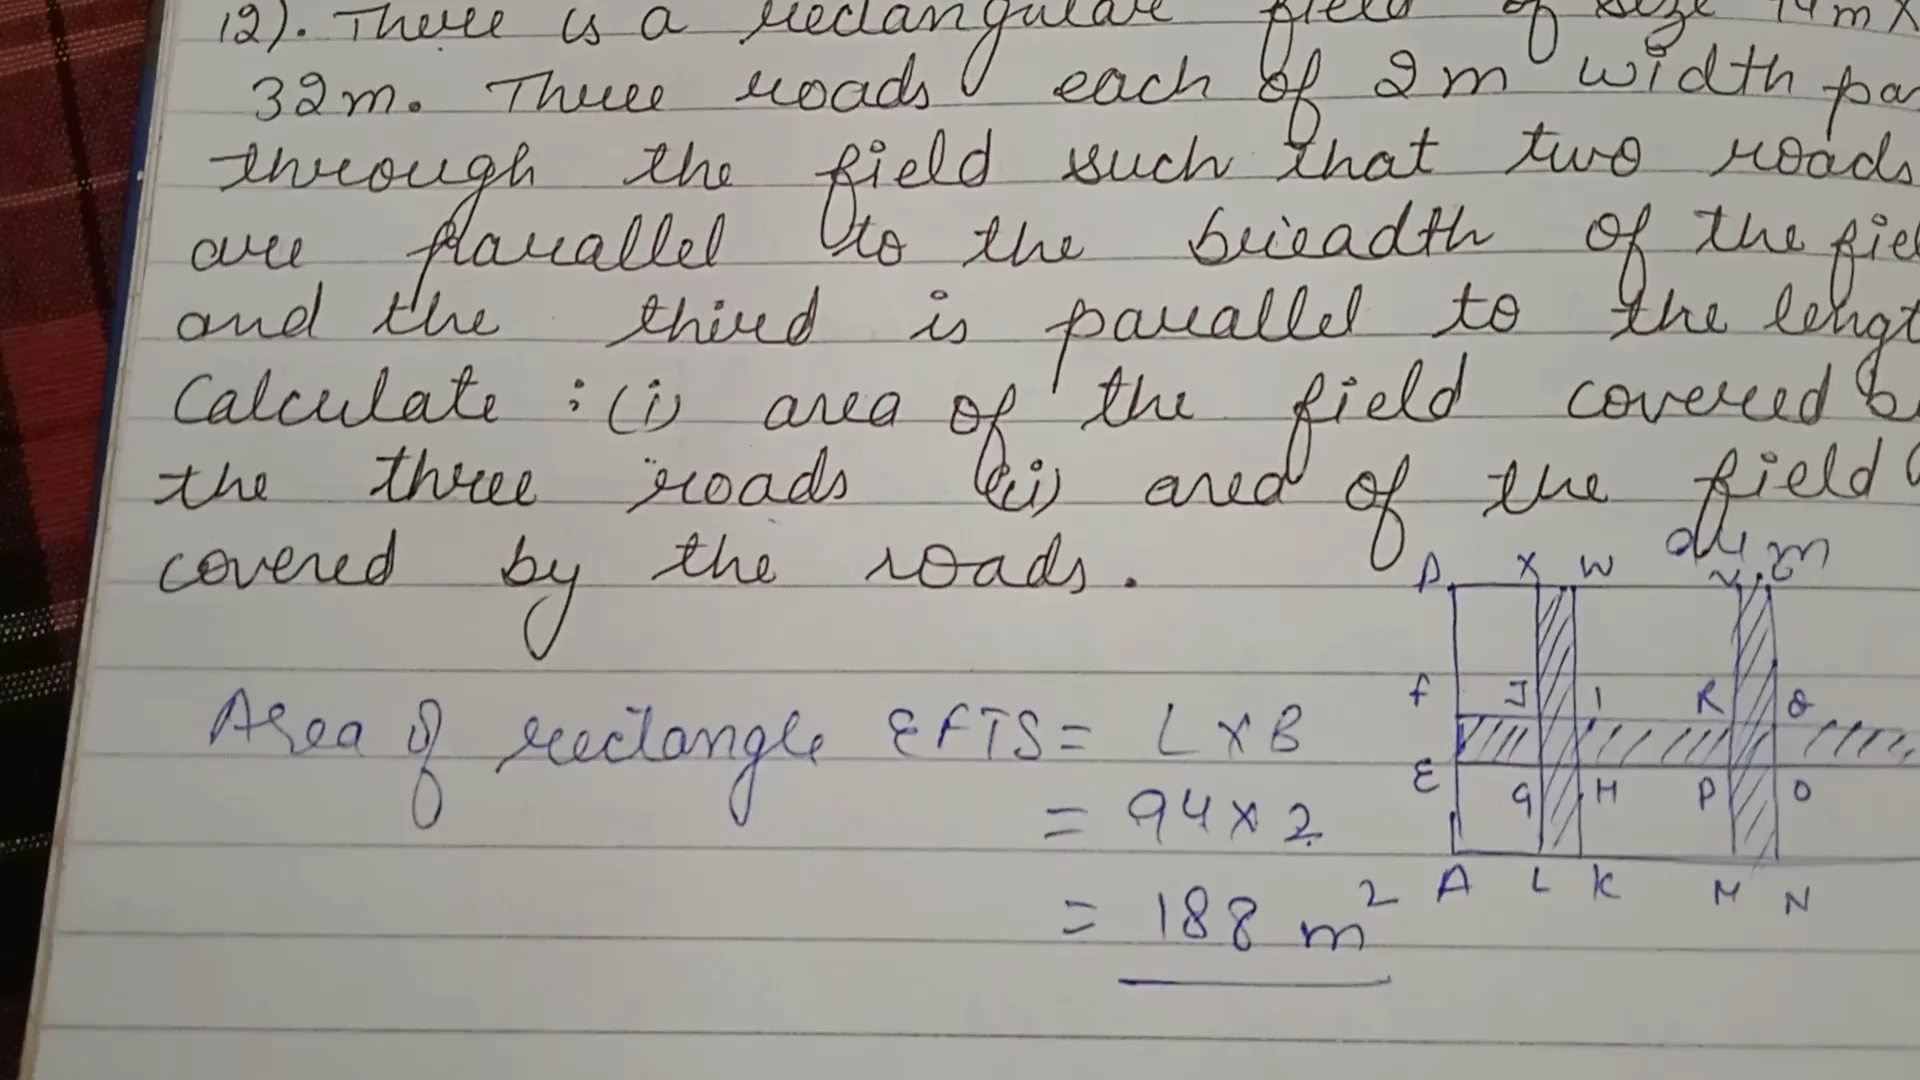 12). There is a rectangular field of size 94m X
32m. Three roads each of 2m width pa
through the field such that two roads
are parallel to the breadth of the fiel
and the third is parallel to the lengt
Calculate : (i) area of the field covered b
the three roads (ii) area of the field
covered by the roads.
D X W m
Area of rectangle EFTS = L X B
= 94 x 2
= 188 m²
F J I R Q
E G H P O
A L K M N